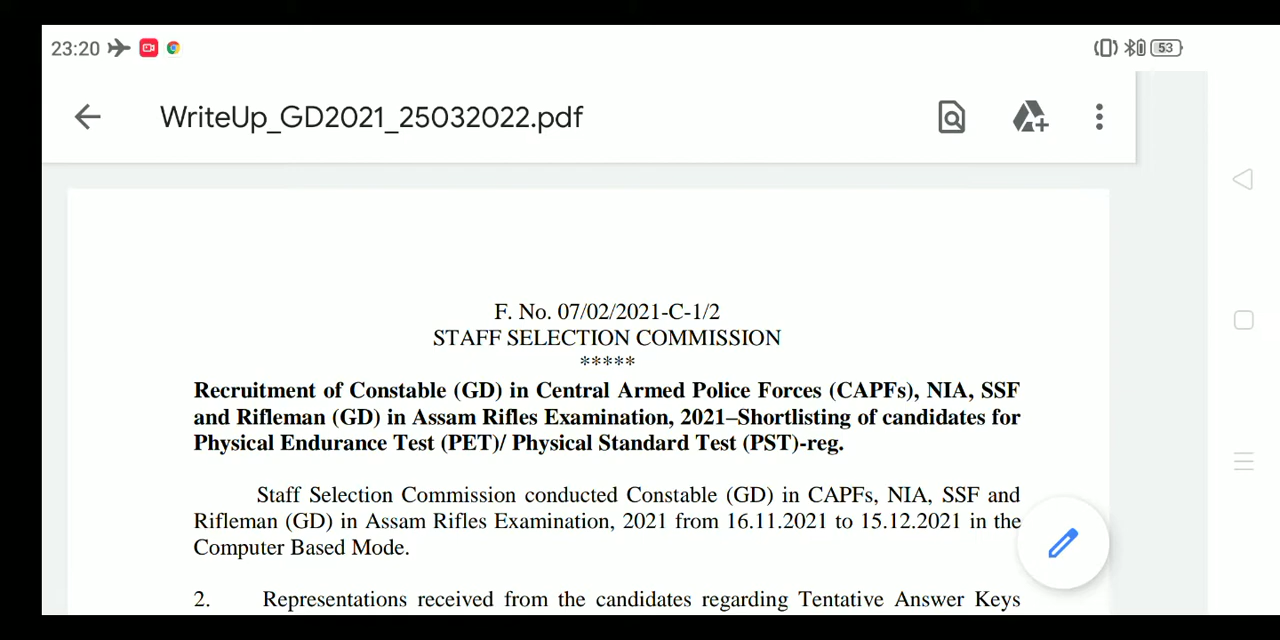 23:20
53
WriteUp_GD2021_25032022.pdf
F. No. 07/02/2021-C-1/2
STAFF SELECTION COMMISSION
*****
Recruitment of Constable (GD) in Central Armed Police Forces (CAPFs), NIA, SSF
and Rifleman (GD) in Assam Rifles Examination, 2021–Shortlisting of candidates for
Physical Endurance Test (PET)/ Physical Standard Test (PST)-reg.
Staff Selection Commission conducted Constable (GD) in CAPFs, NIA, SSF and
Rifleman (GD) in Assam Rifles Examination, 2021 from 16.11.2021 to 15.12.2021 in the
Computer Based Mode.
2. Representations received from the candidates regarding Tentative Answer Keys